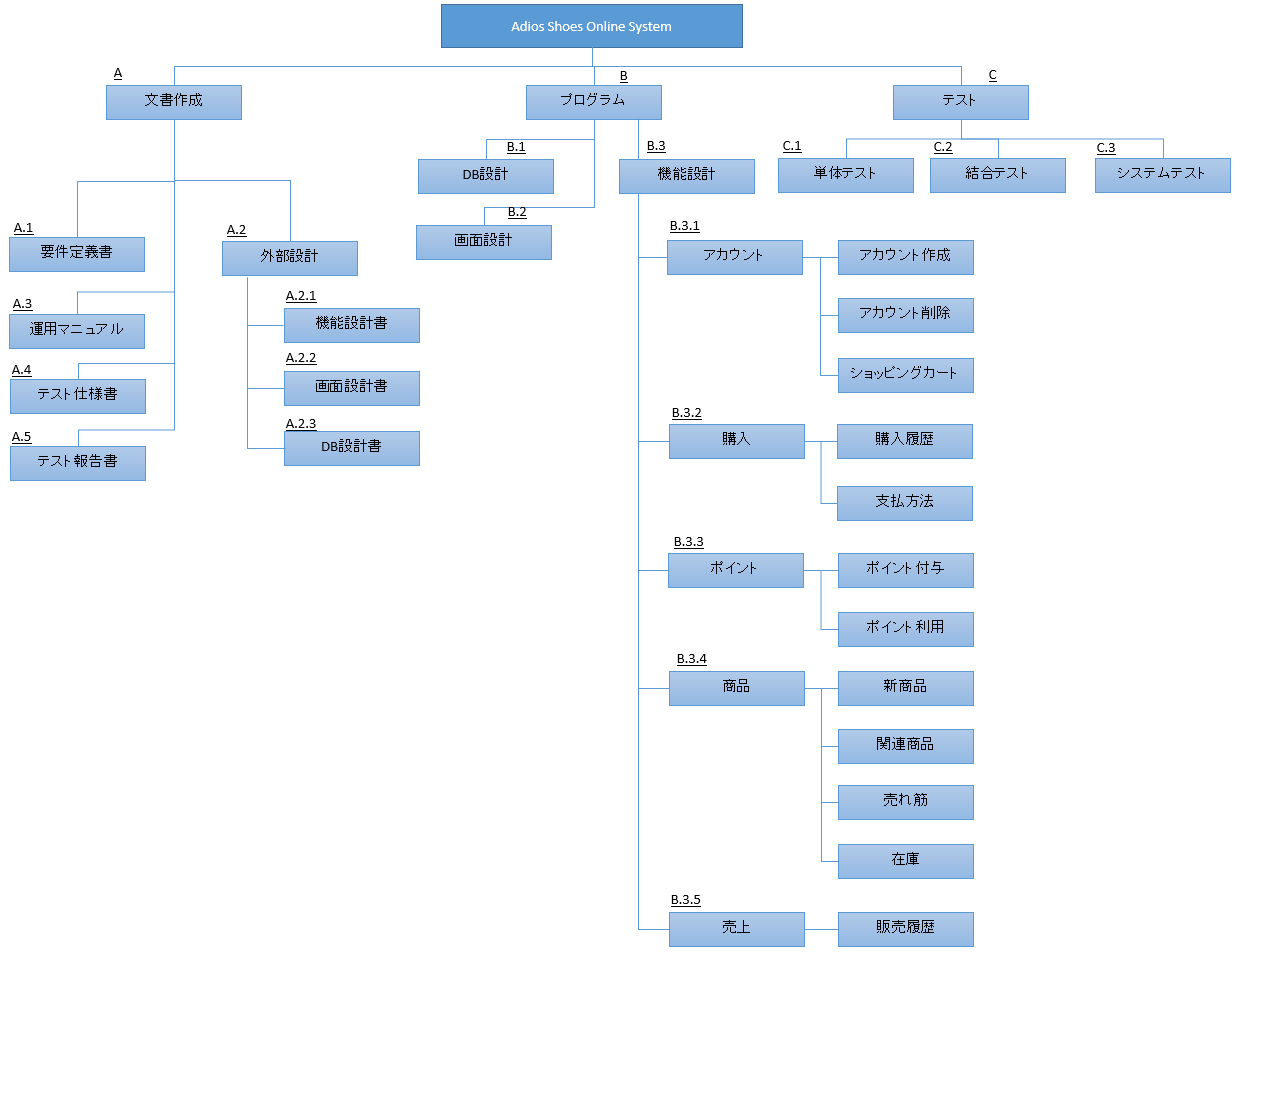 Adios Shoes Online System
A
文書作成
A.1
要件定義書
A.2
外部設計
A.2.1
機能設計書
A.2.2
画面設計書
A.2.3
DB設計書
A.3
運用マニュアル
A.4
テスト仕様書
A.5
テスト報告書
B
プログラム
B.1
DB設計
B.2
画面設計
B.3
機能設計
B.3.1
アカウント
アカウント作成
アカウント削除
ショッピングカート
B.3.2
購入
購入履歴
支払方法
B.3.3
ポイント
ポイント付与
ポイント利用
B.3.4
商品
新商品
関連商品
売れ筋
在庫
B.3.5
売上
販売履歴
C
テスト
C.1
単体テスト
C.2
結合テスト
C.3
システムテスト